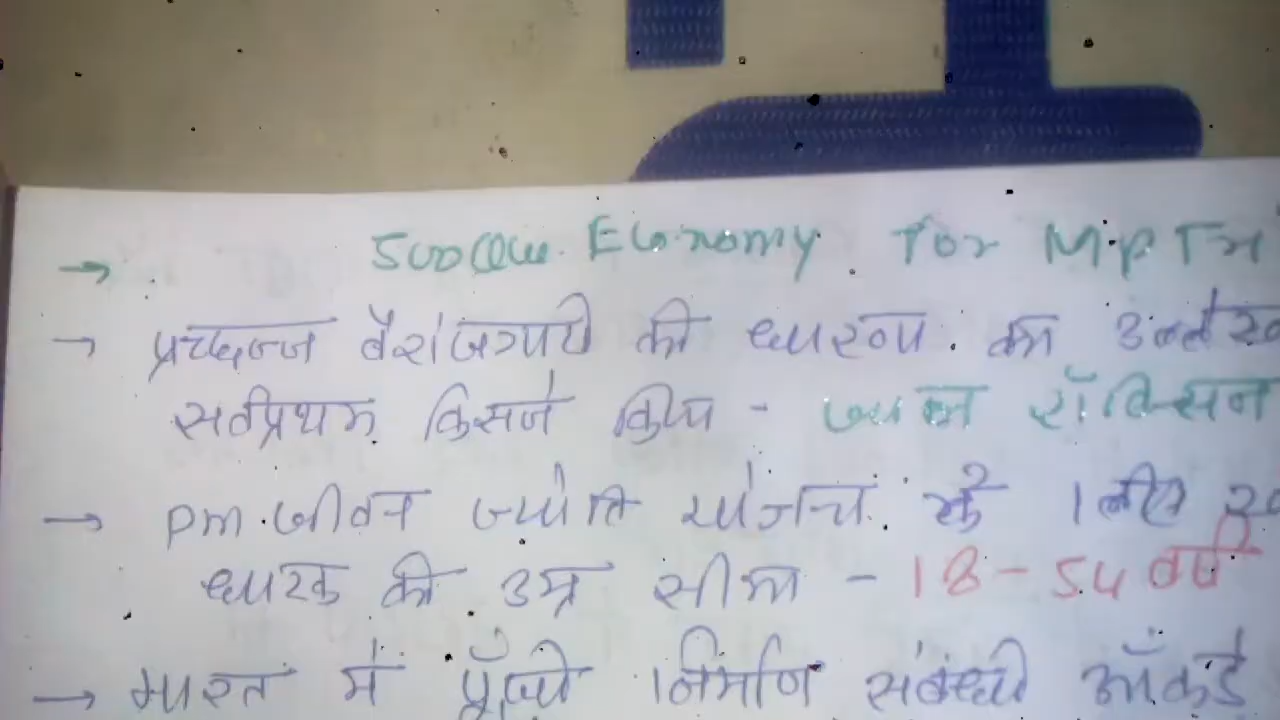 → Economy for M.p
→ प्रच्छन्न बेरोजगारी की धारणा का उल्लेख
सर्वप्रथम किसने किया - रॉबिन्सन
→ pm जीवन ज्योति योजना के लिए
धारक की उम्र सीमा - 18-54 वर्ष
→ भारत में पूँजी निर्माण संबंधी आँकड़े